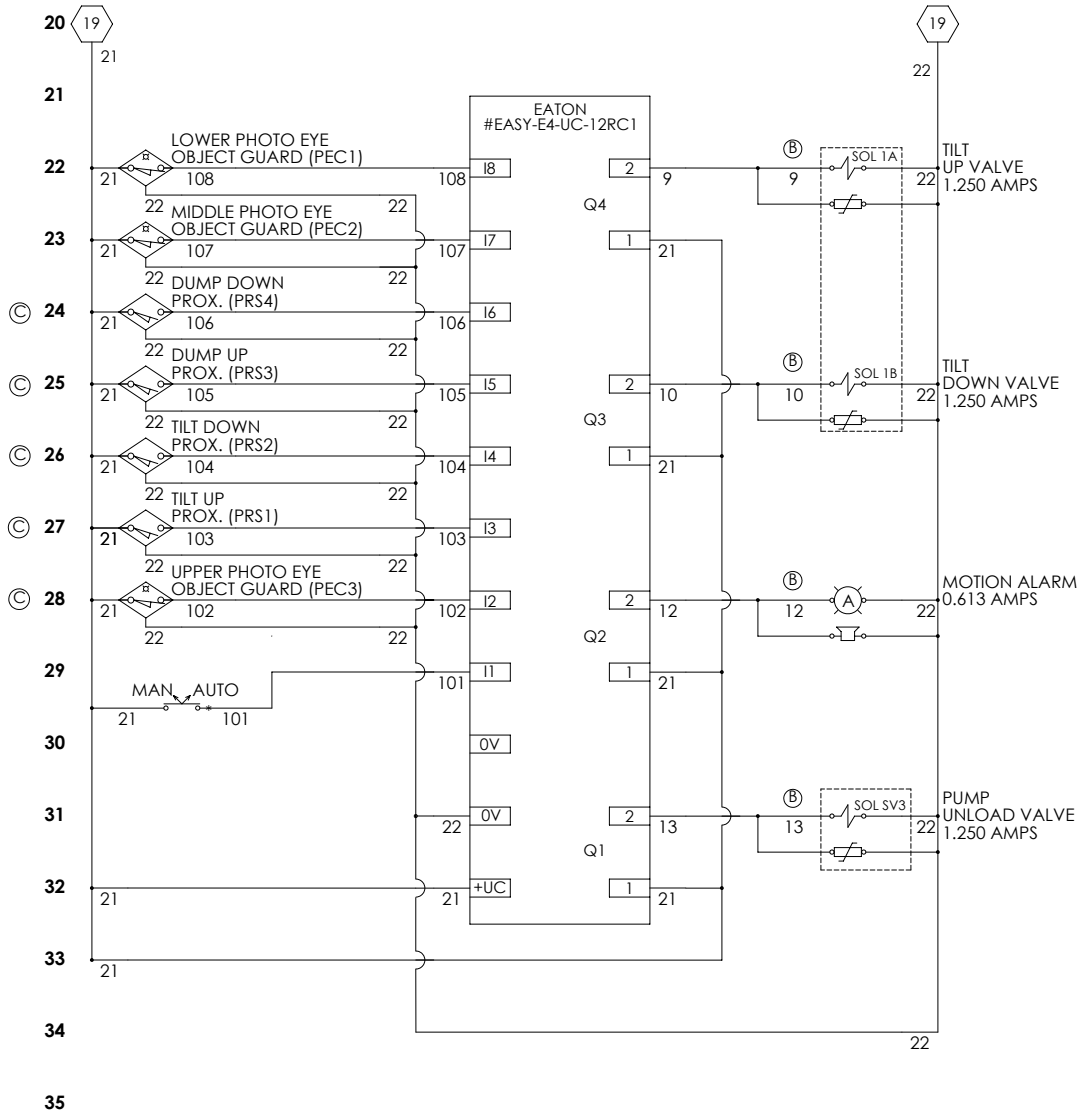 20 19 19
21 22
21
EATON
#EASY-E4-UC-12RC1
LOWER PHOTO EYE
OBJECT GUARD (PEC1)
22 21 108 108 I8 2 9 B 9 SOL 1A 22
TILT
UP VALVE
1.250 AMPS
22 22
Q4
MIDDLE PHOTO EYE
OBJECT GUARD (PEC2)
23 21 107 107 I7 1 21
22 22
DUMP DOWN
PROX. (PRS4)
C 24 21 106 106 I6
22 22
DUMP UP
PROX. (PRS3)
C 25 21 105 105 I5 2 10 B 10 SOL 1B 22
TILT
DOWN VALVE
1.250 AMPS
22 22
Q3
TILT DOWN
PROX. (PRS2)
C 26 21 104 104 I4 1 21
22 22
TILT UP
PROX. (PRS1)
C 27 21 103 103 I3
22 22
UPPER PHOTO EYE
OBJECT GUARD (PEC3)
C 28 21 102 102 I2 2 12 B 12 A 22
MOTION ALARM
0.613 AMPS
22 22
Q2
29 101 I1 1 21
MAN AUTO
21 * 101
30 0V
31 22 0V 2 13 B 13 SOL SV3 22
PUMP
UNLOAD VALVE
1.250 AMPS
Q1
32 21 21 +UC 1 21
33 21
34 22
35